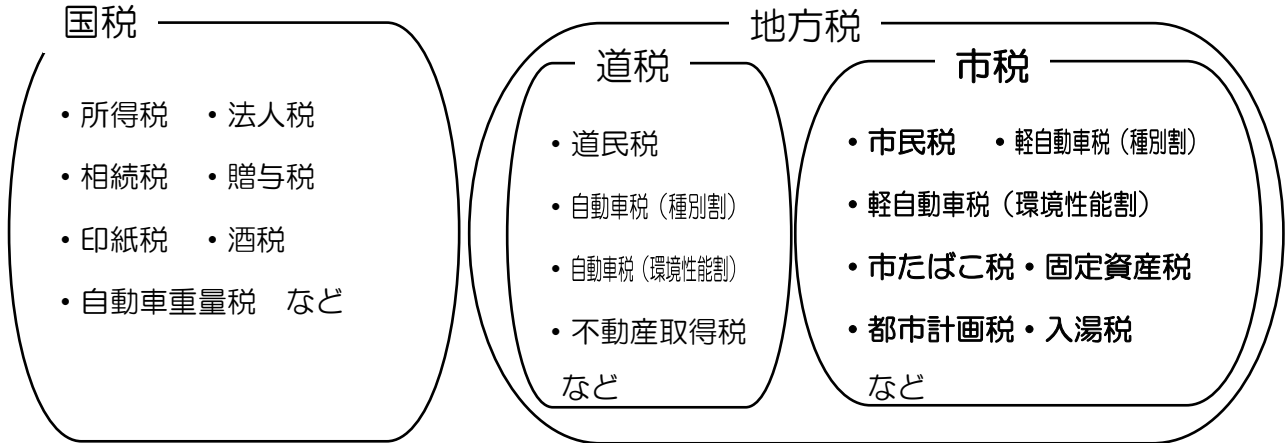 国税
・所得税　・法人税
・相続税　・贈与税
・印紙税　・酒税
・自動車重量税　など
地方税
道税
・道民税
・自動車税（種別割）
・自動車税（環境性能割）
・不動産取得税
など
市税
・市民税　・軽自動車税（種別割）
・軽自動車税（環境性能割）
・市たばこ税・固定資産税
・都市計画税・入湯税
など